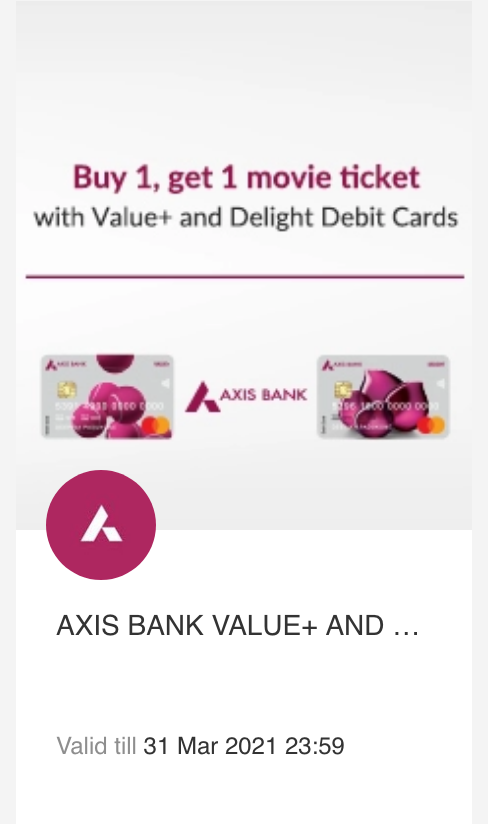 Buy 1, get 1 movie ticket
with Value+ and Delight Debit Cards
AXIS BANK
AXIS BANK
AXIS BANK
AXIS BANK VALUE+ AND …
Valid till 31 Mar 2021 23:59